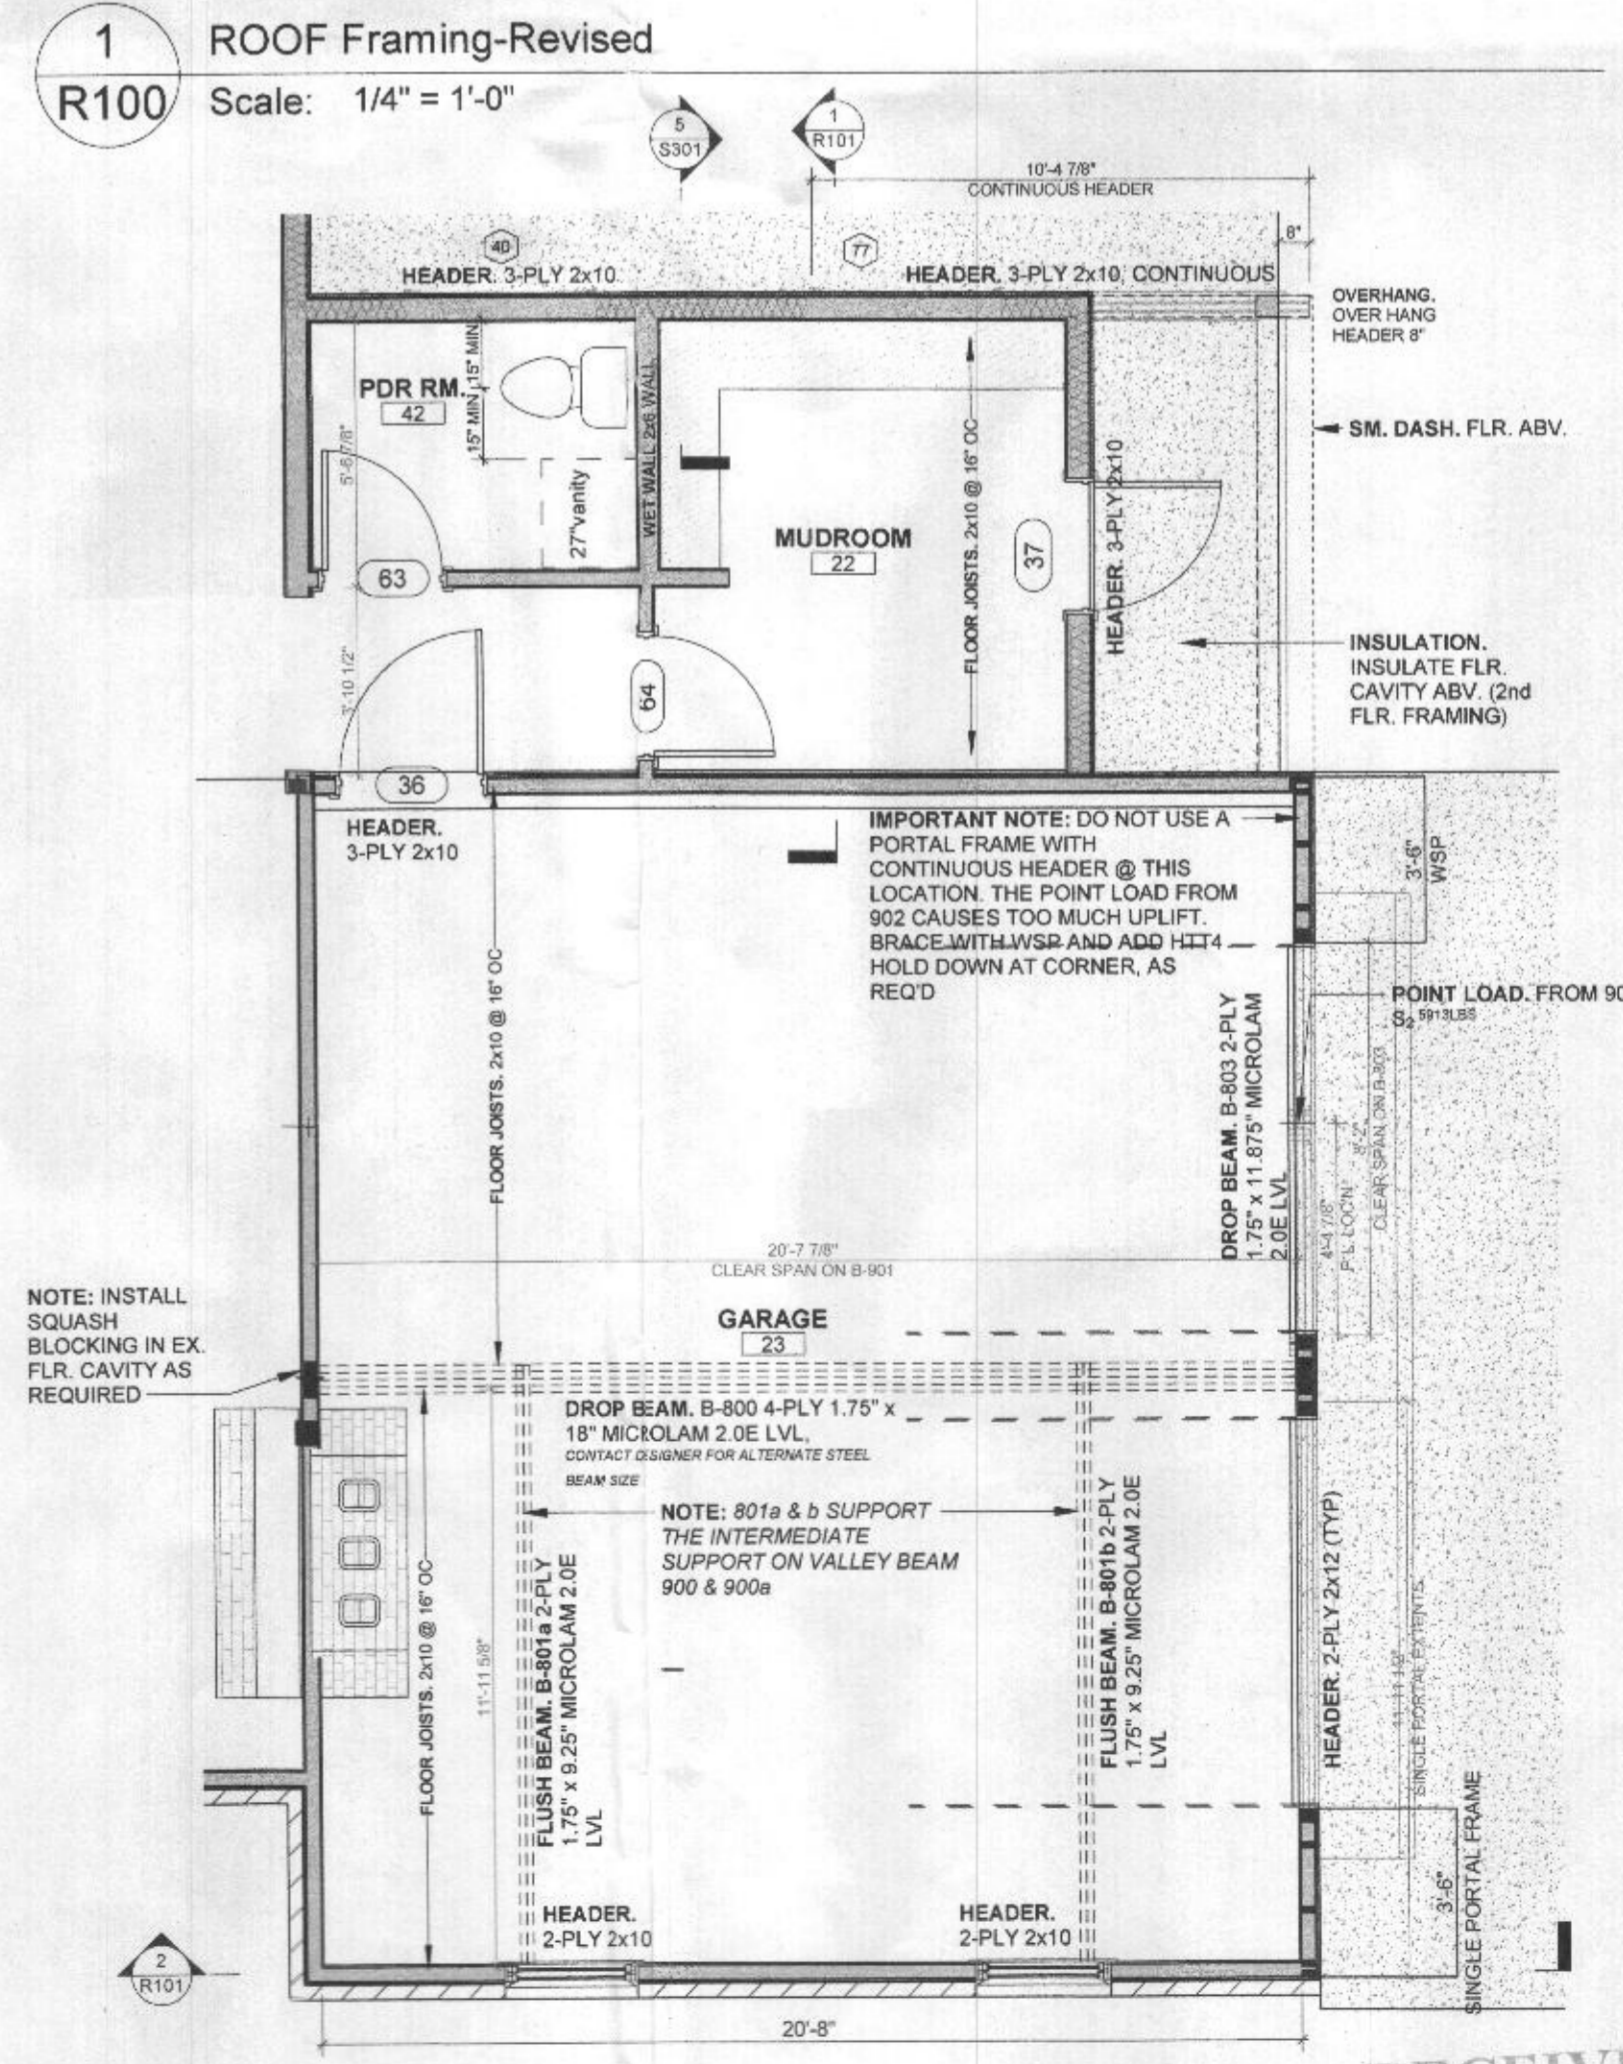 1
R100
ROOF Framing-Revised
Scale: 1/4" = 1'-0"
5
S301
1
R101
10'-4 7/8"
CONTINUOUS HEADER
8"
40
HEADER. 3-PLY 2x10
77
HEADER. 3-PLY 2x10, CONTINUOUS
OVERHANG.
OVER HANG
HEADER 8"
PDR RM.
42
15" MIN
15" MIN
5'-6 7/8"
27"vanity
WET WALL 2x6 WALL
MUDROOM
22
FLOOR JOISTS. 2x10 @ 16" OC
37
HEADER. 3-PLY 2x10
SM. DASH. FLR. ABV.
INSULATION.
INSULATE FLR.
CAVITY ABV. (2nd
FLR. FRAMING)
63
3'-10 1/2"
64
36
HEADER.
3-PLY 2x10
IMPORTANT NOTE: DO NOT USE A
PORTAL FRAME WITH
CONTINUOUS HEADER @ THIS
LOCATION. THE POINT LOAD FROM
902 CAUSES TOO MUCH UPLIFT.
BRACE WITH WSP AND ADD HTT4
HOLD DOWN AT CORNER, AS
REQ'D
3'-6"
WSP
FLOOR JOISTS. 2x10 @ 16" OC
POINT LOAD. FROM 90
5913LBS
DROP BEAM. B-803 2-PLY
1.75" x 11.875" MICROLAM
2.0E LVL
4'-4 7/8"
P.L. LOC'N
8'-2"
CLEAR SPAN ON B-803
20'-7 7/8"
CLEAR SPAN ON B-901
GARAGE
23
NOTE: INSTALL
SQUASH
BLOCKING IN EX.
FLR. CAVITY AS
REQUIRED
DROP BEAM. B-800 4-PLY 1.75" x
18" MICROLAM 2.0E LVL,
CONTACT DESIGNER FOR ALTERNATE STEEL
BEAM SIZE
NOTE: 801a & b SUPPORT
THE INTERMEDIATE
SUPPORT ON VALLEY BEAM
900 & 900a
FLOOR JOISTS. 2x10 @ 16" OC
11'-11 5/8"
FLUSH BEAM. B-801a 2-PLY
1.75" x 9.25" MICROLAM 2.0E
LVL
FLUSH BEAM. B-801b 2-PLY
1.75" x 9.25" MICROLAM 2.0E
LVL
HEADER. 2-PLY 2x12 (TYP)
SINGLE PORTAL EXTENTS
HEADER.
2-PLY 2x10
HEADER.
2-PLY 2x10
3'-6"
SINGLE PORTAL FRAME
2
R101
20'-8"